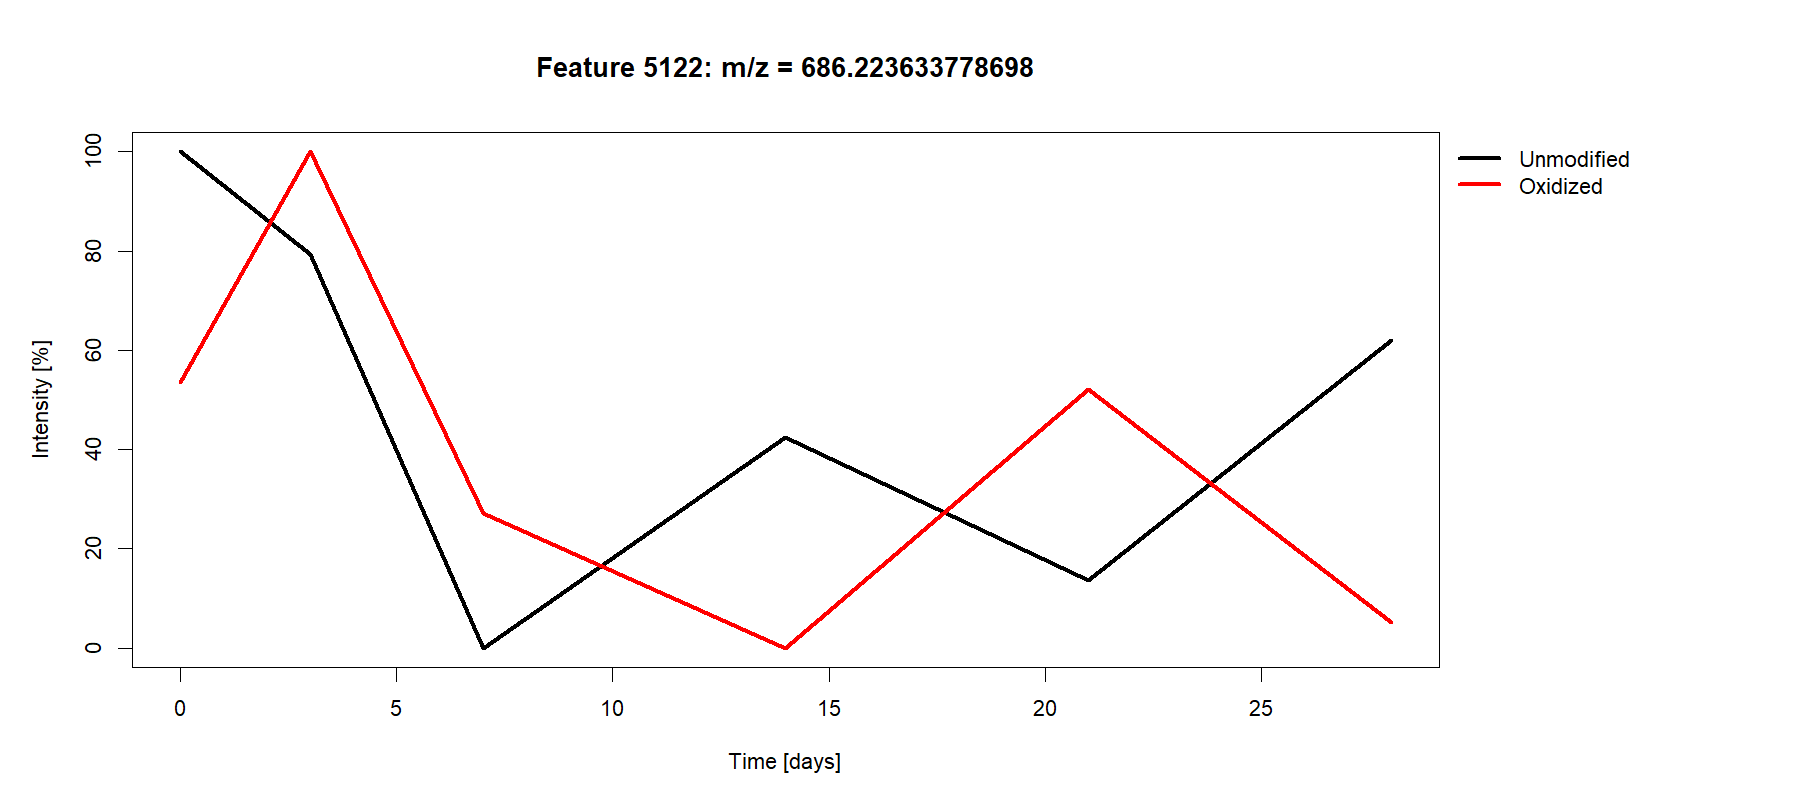 Feature 5122: m/z = 686.223633778698
100
80
60
40
20
0
Intensity [%]
0 5 10 15 20 25
Time [days]
Unmodified
Oxidized